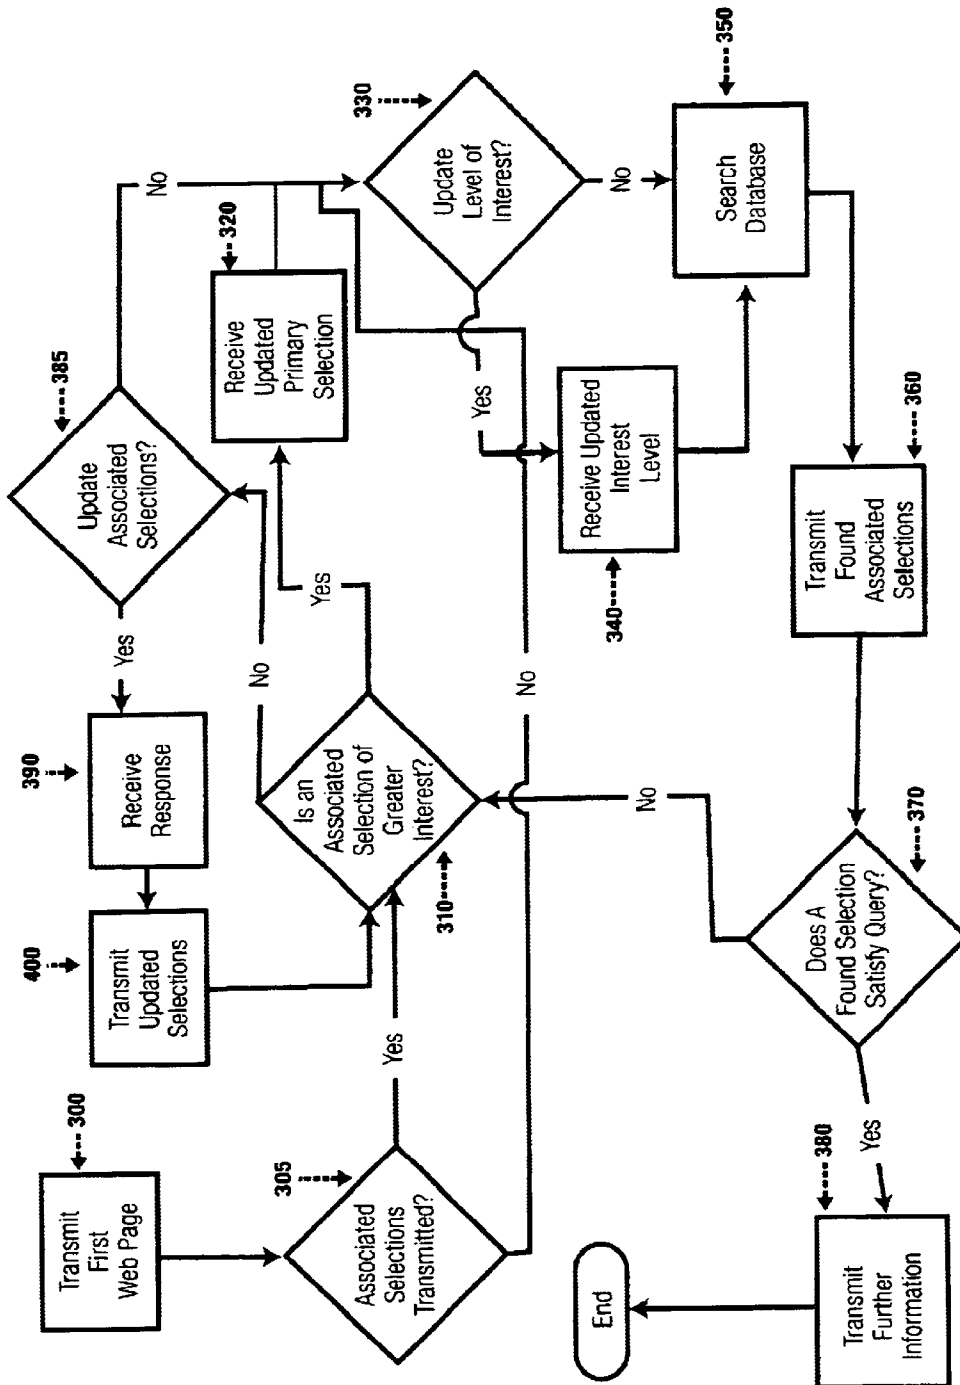 300
Transmit
First
Web Page
305
Associated
Selections
Transmitted?
Yes
No
400
Transmit
Updated
Selections
390
Receive
Response
Yes
385
Update
Associated
Selections?
No
310
Is an
Associated
Selection of
Greater
Interest?
No
Yes
320
Receive
Updated
Primary
Selection
330
Update
Level of
Interest?
Yes
No
340
Receive Updated
Interest
Level
350
Search
Database
360
Transmit
Found
Associated
Selections
370
Does A
Found Selection
Satisfy Query?
No
Yes
380
Transmit
Further
Information
End